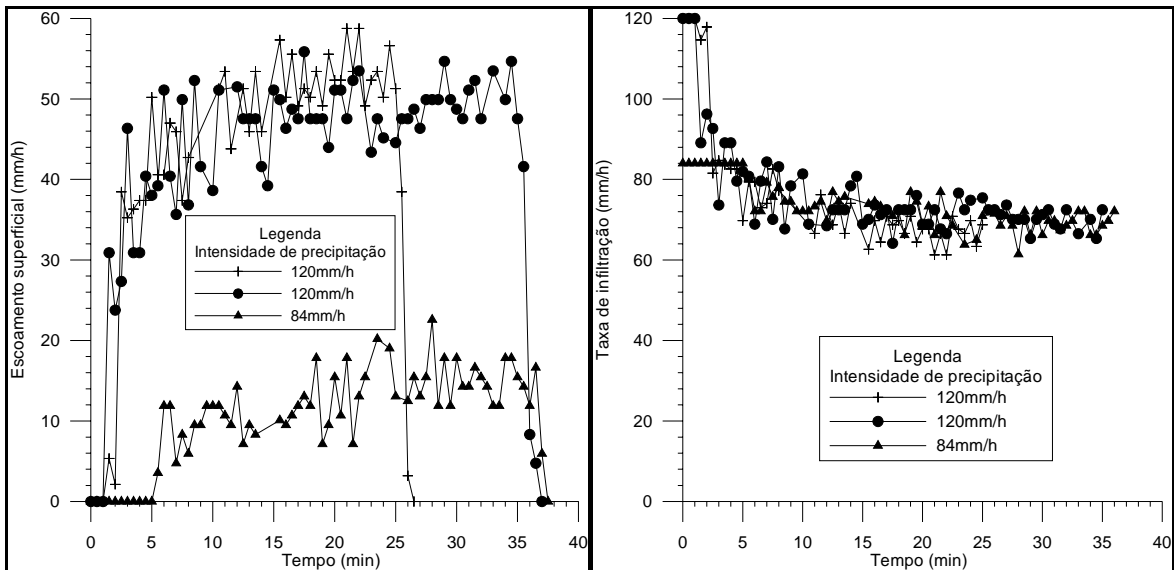 60
50
40
30
20
10
0
Escoamento superficial (mm/h)
Legenda
Intensidade de precipitação
120mm/h
120mm/h
84mm/h
0 5 10 15 20 25 30 35 40
Tempo (min)
120
100
80
60
40
20
0
Taxa de infiltração (mm/h)
Legenda
Intensidade de precipitação
120mm/h
120mm/h
84mm/h
0 5 10 15 20 25 30 35 40
Tempo (min)